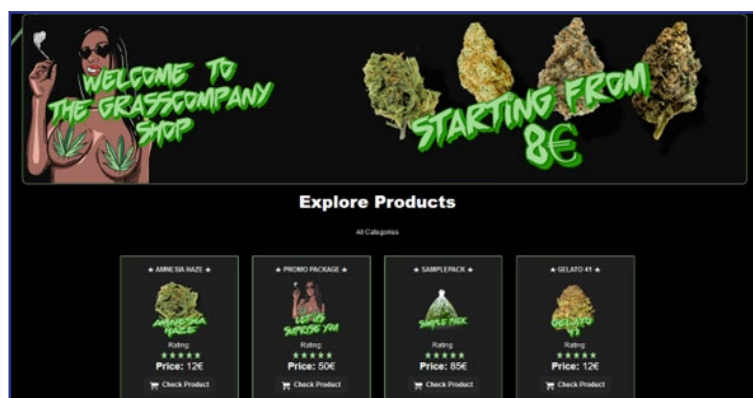 WELCOME TO
THE GRASSCOMPANY
SHOP
STARTING FROM
8€
Explore Products
All Categories
★ AMNESIA HAZE ★
AMNESIA
HAZE
Rating:
★★★★★
Price: 12€
Check Product
★ PROMO PACKAGE ★
LET US
SUPRISE YOU
Rating:
★★★★★
Price: 50€
Check Product
★ SAMPLEPACK ★
SAMPLE PACK
Rating:
★★★★★
Price: 85€
Check Product
★ GELATO 41 ★
GELATO
41
Rating:
★★★★★
Price: 12€
Check Product